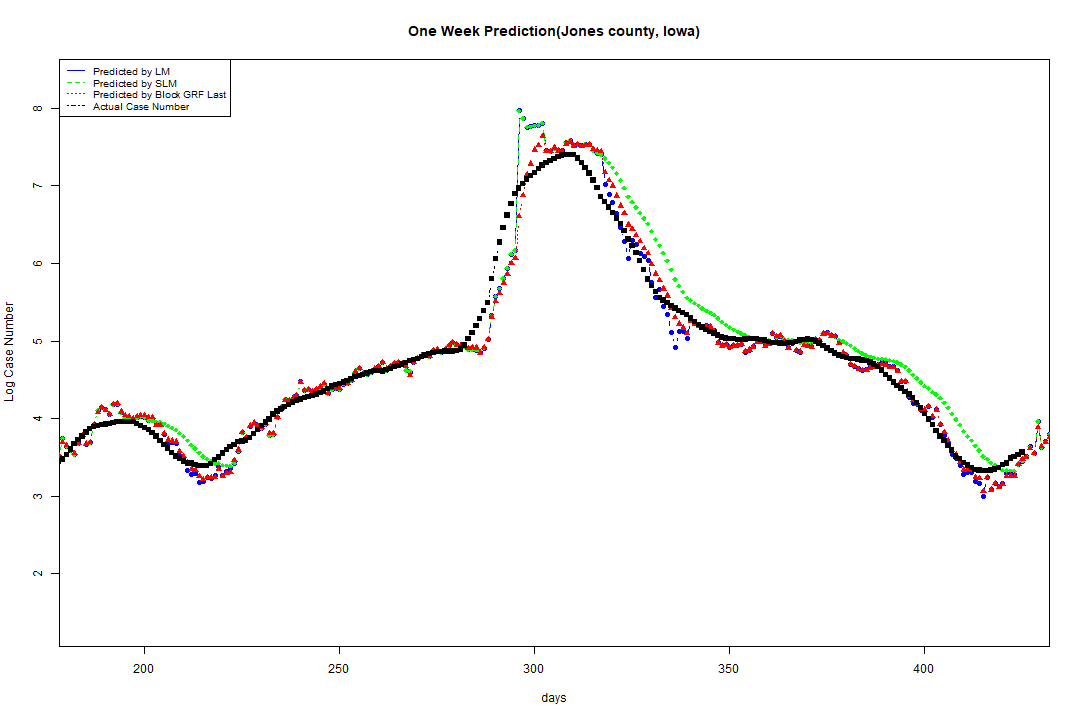 One Week Prediction(Jones county, Iowa)
Predicted by LM
Predicted by SLM
Predicted by Block GRF Last
Actual Case Number
8
7
6
5
4
3
2
Log Case Number
200 250 300 350 400
days